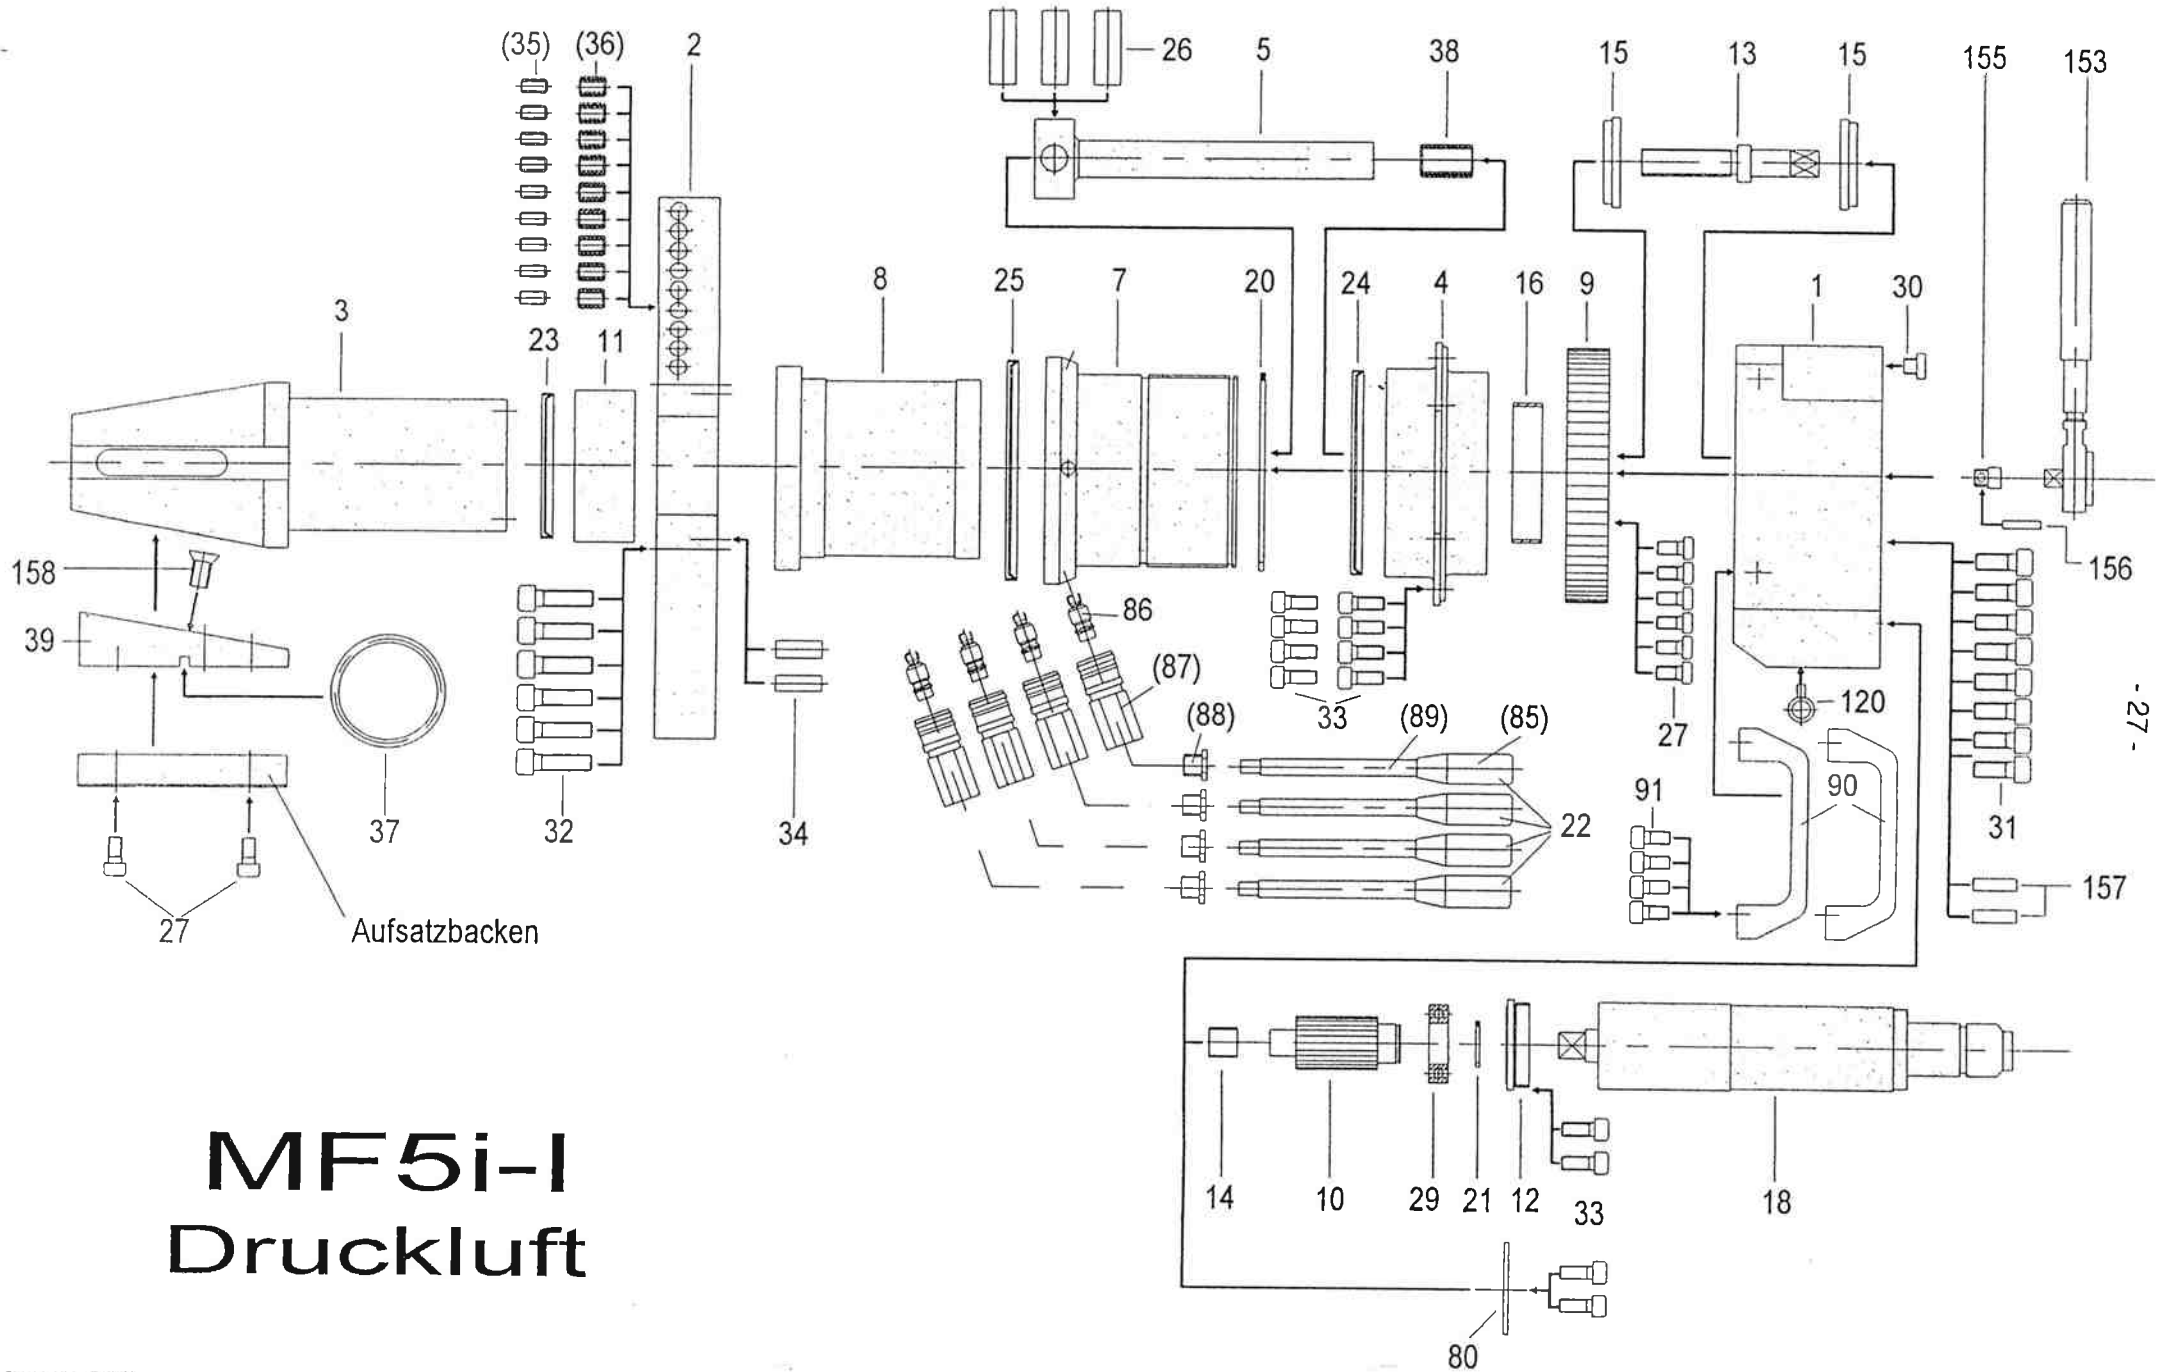 (35) (36) 2 26 5 38 15 13 15 155 153
3 23 11 8 25 7 20 24 4 16 9 1 30
158 86 156
39 (87) 120
(88) 33 (89) (85) 27 - 27 -
37 32 34 22 91 90 31
27 Aufsatzbacken 157
14 10 29 21 12 33 18
MF5i-I
Druckluft
80